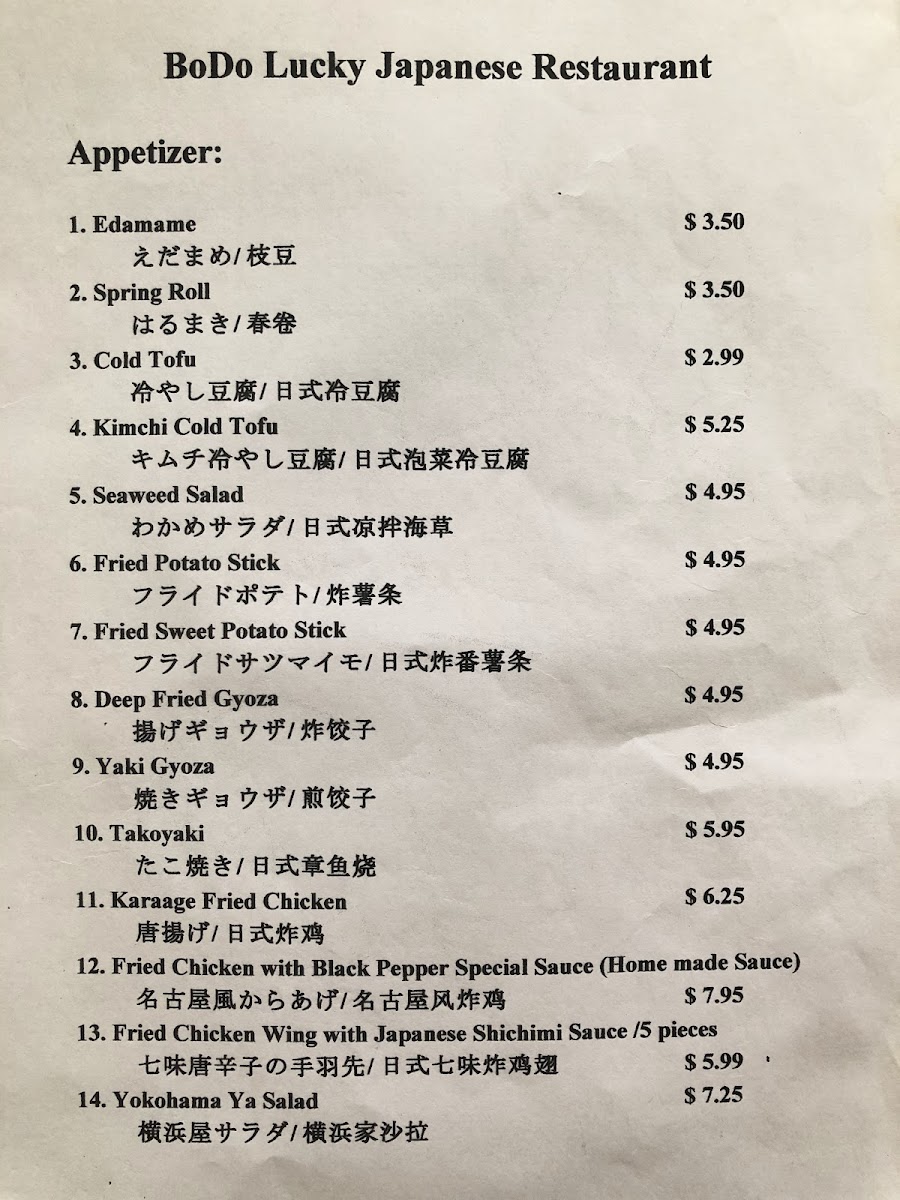 BoDo Lucky Japanese Restaurant
Appetizer:
1. Edamame $ 3.50
えだまめ/ 枝豆
2. Spring Roll $ 3.50
はるまき/ 春卷
3. Cold Tofu $ 2.99
冷やし豆腐/ 日式冷豆腐
4. Kimchi Cold Tofu $ 5.25
キムチ冷やし豆腐/ 日式泡菜冷豆腐
5. Seaweed Salad $ 4.95
わかめサラダ/ 日式凉拌海草
6. Fried Potato Stick $ 4.95
フライドポテト/ 炸薯条
7. Fried Sweet Potato Stick $ 4.95
フライドサツマイモ/ 日式炸番薯条
8. Deep Fried Gyoza $ 4.95
揚げギョウザ/ 炸饺子
9. Yaki Gyoza $ 4.95
焼きギョウザ/ 煎饺子
10. Takoyaki $ 5.95
たこ焼き/ 日式章鱼烧
11. Karaage Fried Chicken $ 6.25
唐揚げ/ 日式炸鸡
12. Fried Chicken with Black Pepper Special Sauce (Home made Sauce)
名古屋風からあげ/ 名古屋风炸鸡 $ 7.95
13. Fried Chicken Wing with Japanese Shichimi Sauce /5 pieces
七味唐辛子の手羽先/ 日式七味炸鸡翅 $ 5.99
14. Yokohama Ya Salad $ 7.25
横浜屋サラダ/ 横浜家沙拉